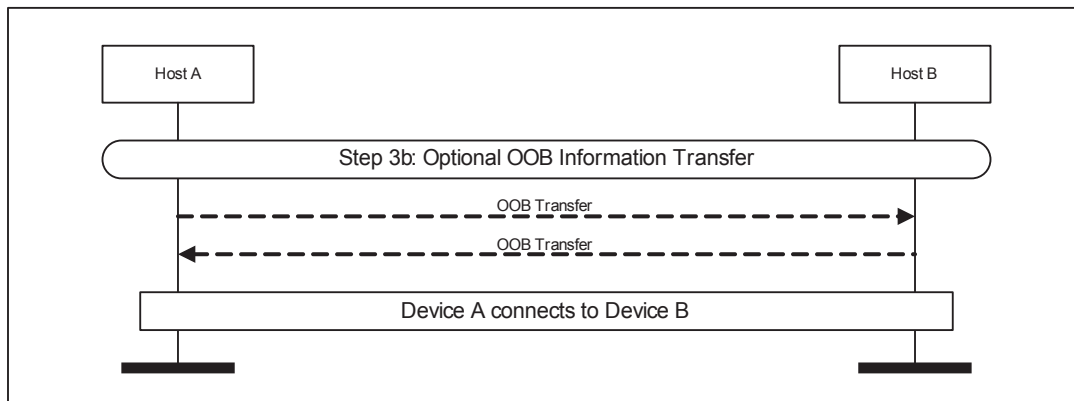 Host A
Host B
Step 3b: Optional OOB Information Transfer
OOB Transfer
OOB Transfer
Device A connects to Device B